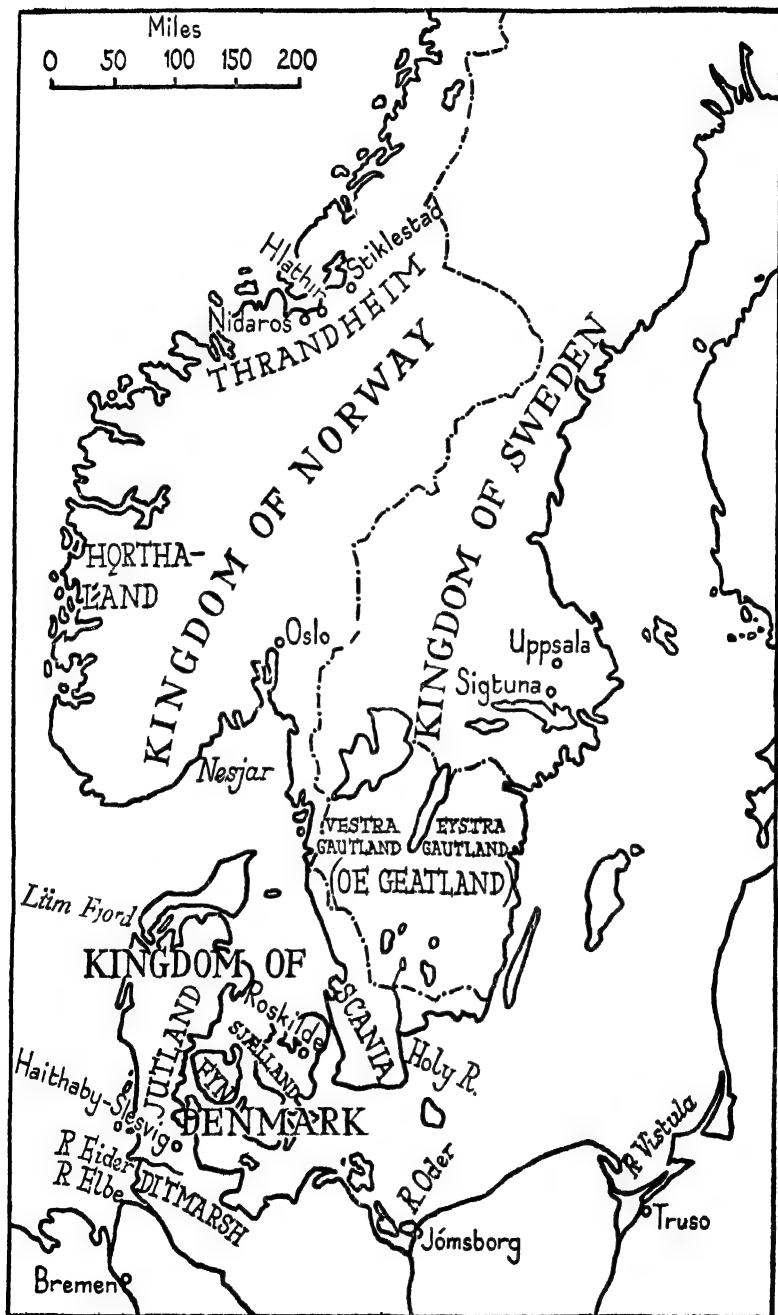 Miles
0 50 100 150 200
Hlathir
Stiklestad
Nidaros
THRANDHEIM
KINGDOM OF NORWAY
KINGDOM OF SWEDEN
HǪRTHA-
LAND
Oslo
Uppsala
Sigtuna
Nesjar
VESTRA
GAUTLAND
EYSTRA
GAUTLAND
(OE GEATLAND)
Lüm Fjord
KINGDOM OF
DENMARK
JUTLAND
Roskilde
SJÆLLAND
FYN
SCANIA
Holy R.
Haithaby-Slesvig
R Eider
R Elbe
DITMARSH
R Oder
R Vistula
Jómsborg
Truso
Bremen